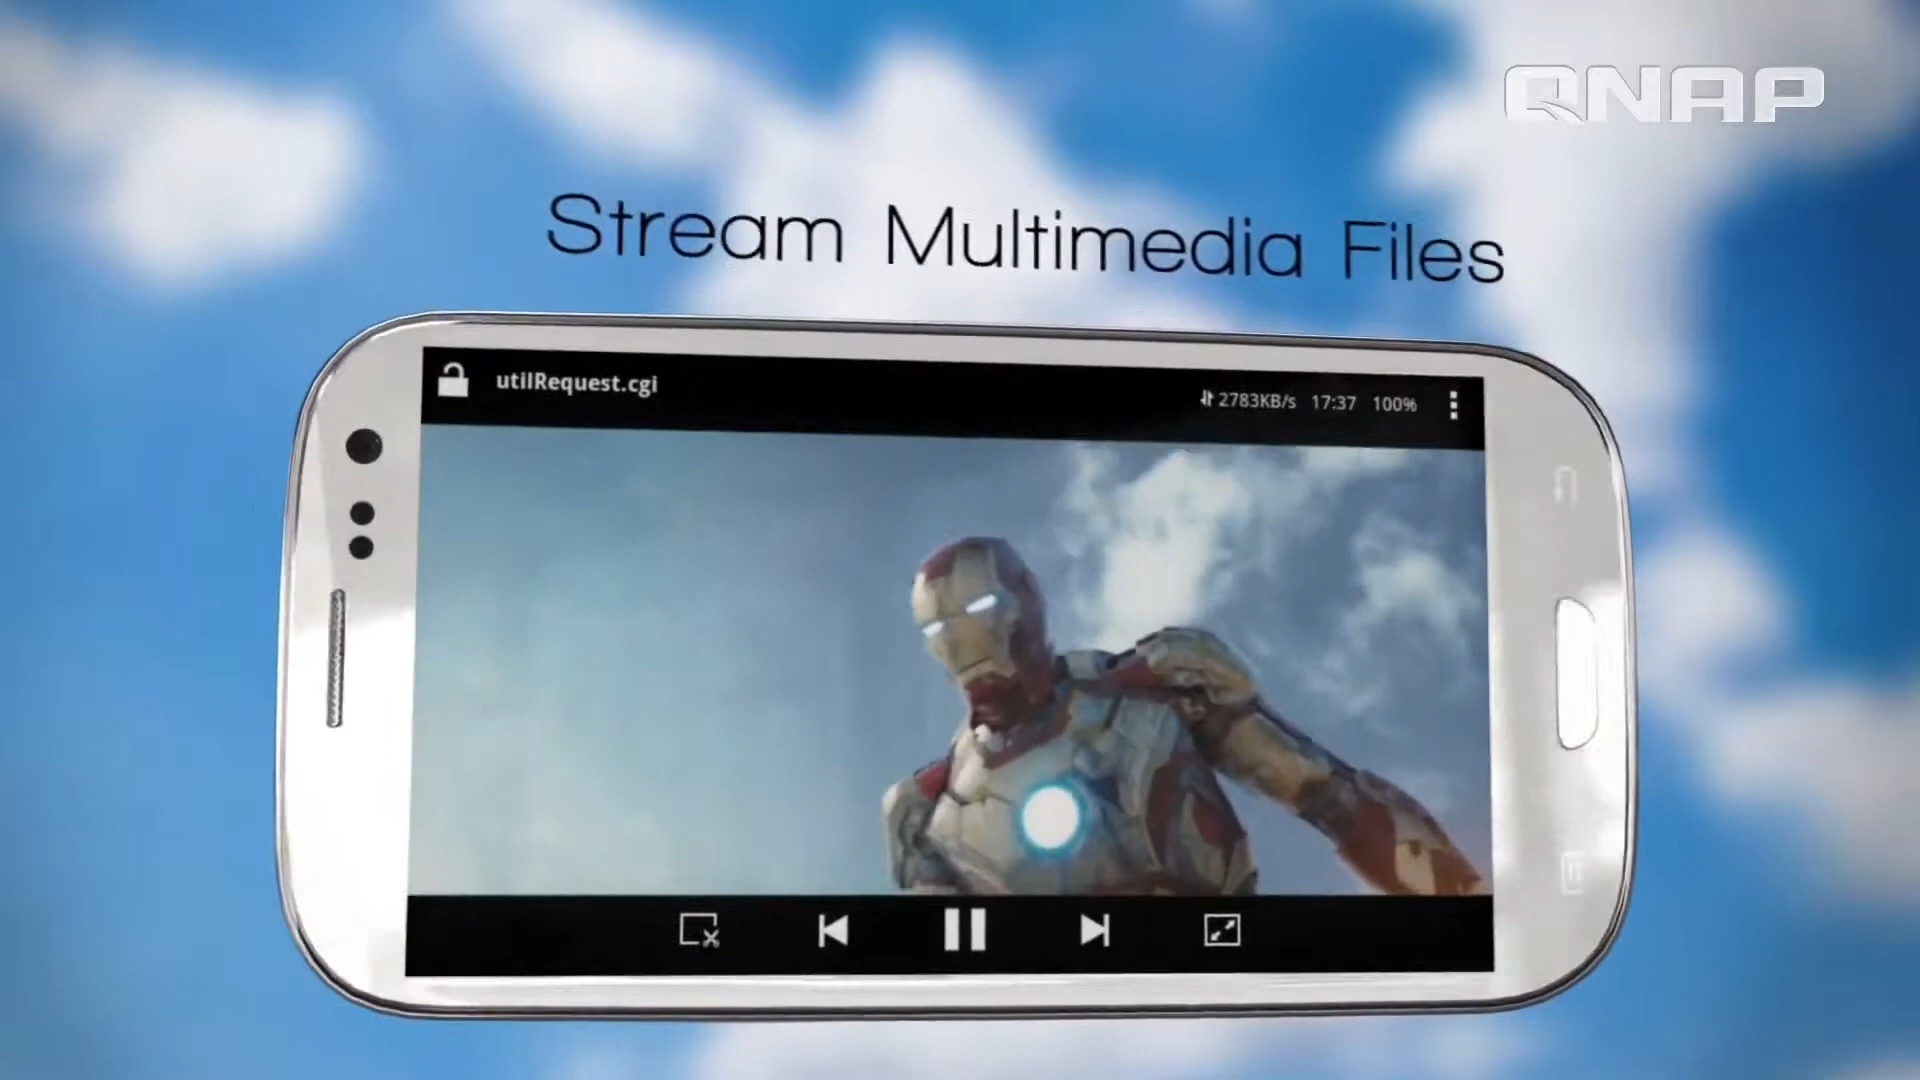 QNAP
Stream Multimedia Files
utilRequest.cgi
2783KB/s 17:37 100%